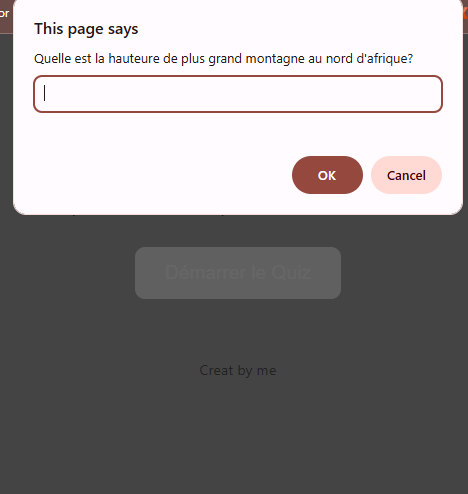 or
This page says
Quelle est la hauteure de plus grand montagne au nord d'afrique?
OK
Cancel
Démarrer le Quiz
Creat by me